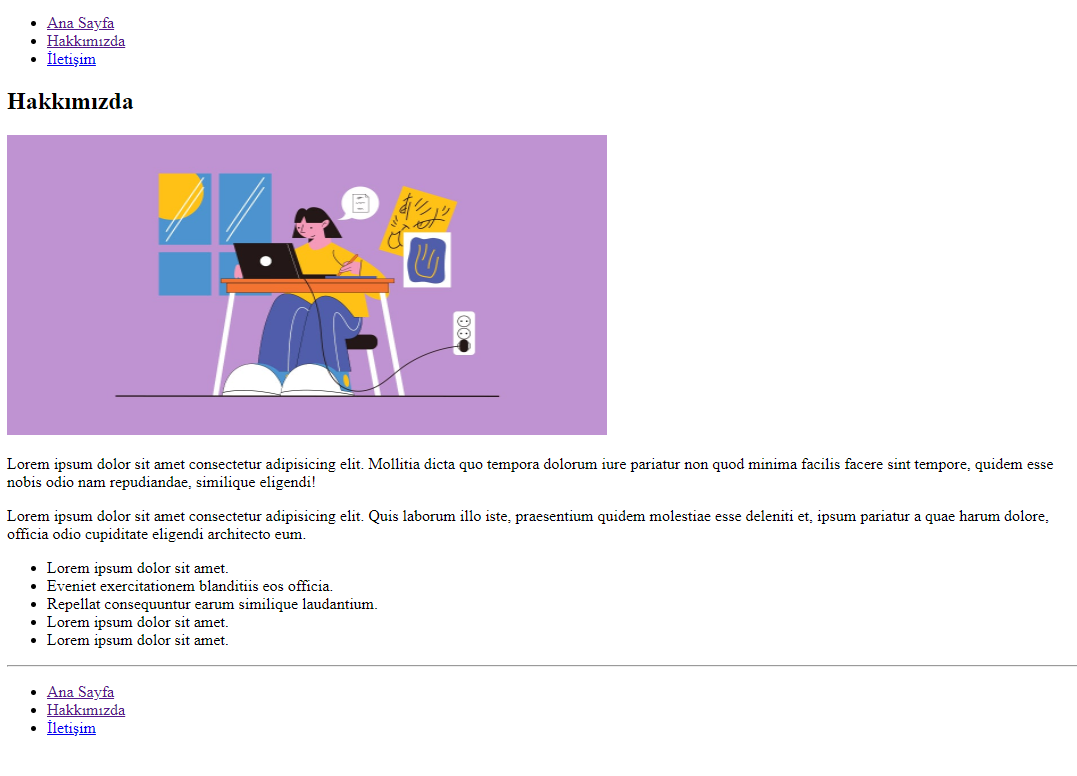 Ana Sayfa
Hakkımızda
İletişim
Hakkımızda
Lorem ipsum dolor sit amet consectetur adipisicing elit. Mollitia dicta quo tempora dolorum iure pariatur non quod minima facilis facere sint tempore, quidem esse
nobis odio nam repudiandae, similique eligendi!
Lorem ipsum dolor sit amet consectetur adipisicing elit. Quis laborum illo iste, praesentium quidem molestiae esse deleniti et, ipsum pariatur a quae harum dolore,
officia odio cupiditate eligendi architecto eum.
Lorem ipsum dolor sit amet.
Eveniet exercitationem blanditiis eos officia.
Repellat consequuntur earum similique laudantium.
Lorem ipsum dolor sit amet.
Lorem ipsum dolor sit amet.
Ana Sayfa
Hakkımızda
İletişim